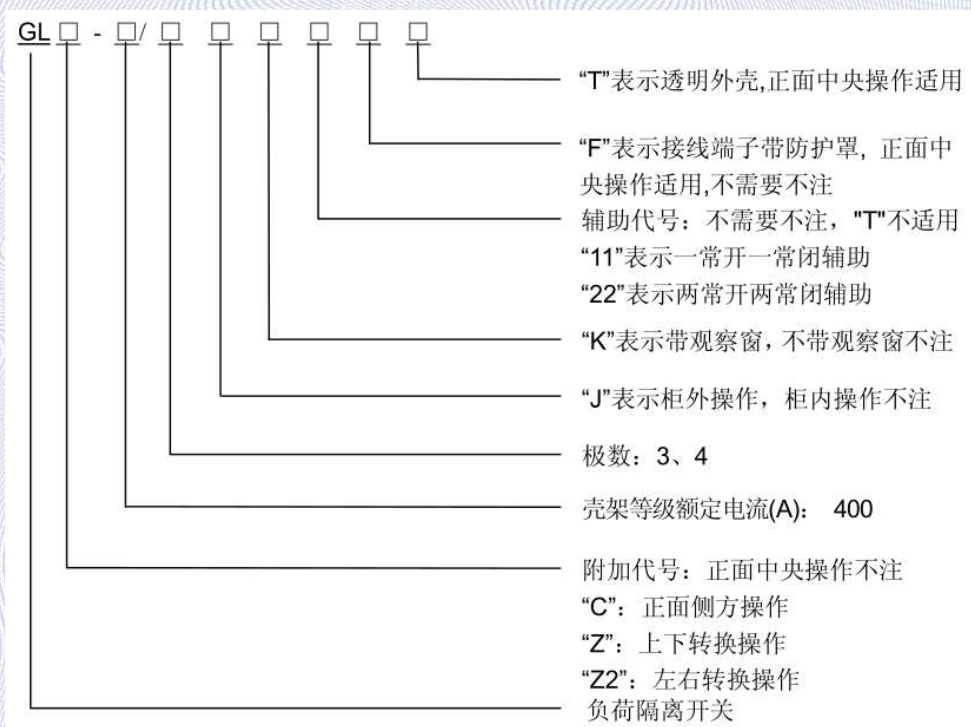 GL□ - □/□ □ □ □ □ □
“T”表示透明外壳,正面中央操作适用
“F”表示接线端子带防护罩, 正面中
央操作适用,不需要不注
辅助代号：不需要不注，"T"不适用
“11”表示一常开一常闭辅助
“22”表示两常开两常闭辅助
“K”表示带观察窗，不带观察窗不注
“J”表示柜外操作，柜内操作不注
极数：3、4
壳架等级额定电流(A)： 400
附加代号：正面中央操作不注
“C”：正面侧方操作
“Z”：上下转换操作
“Z2”：左右转换操作
负荷隔离开关